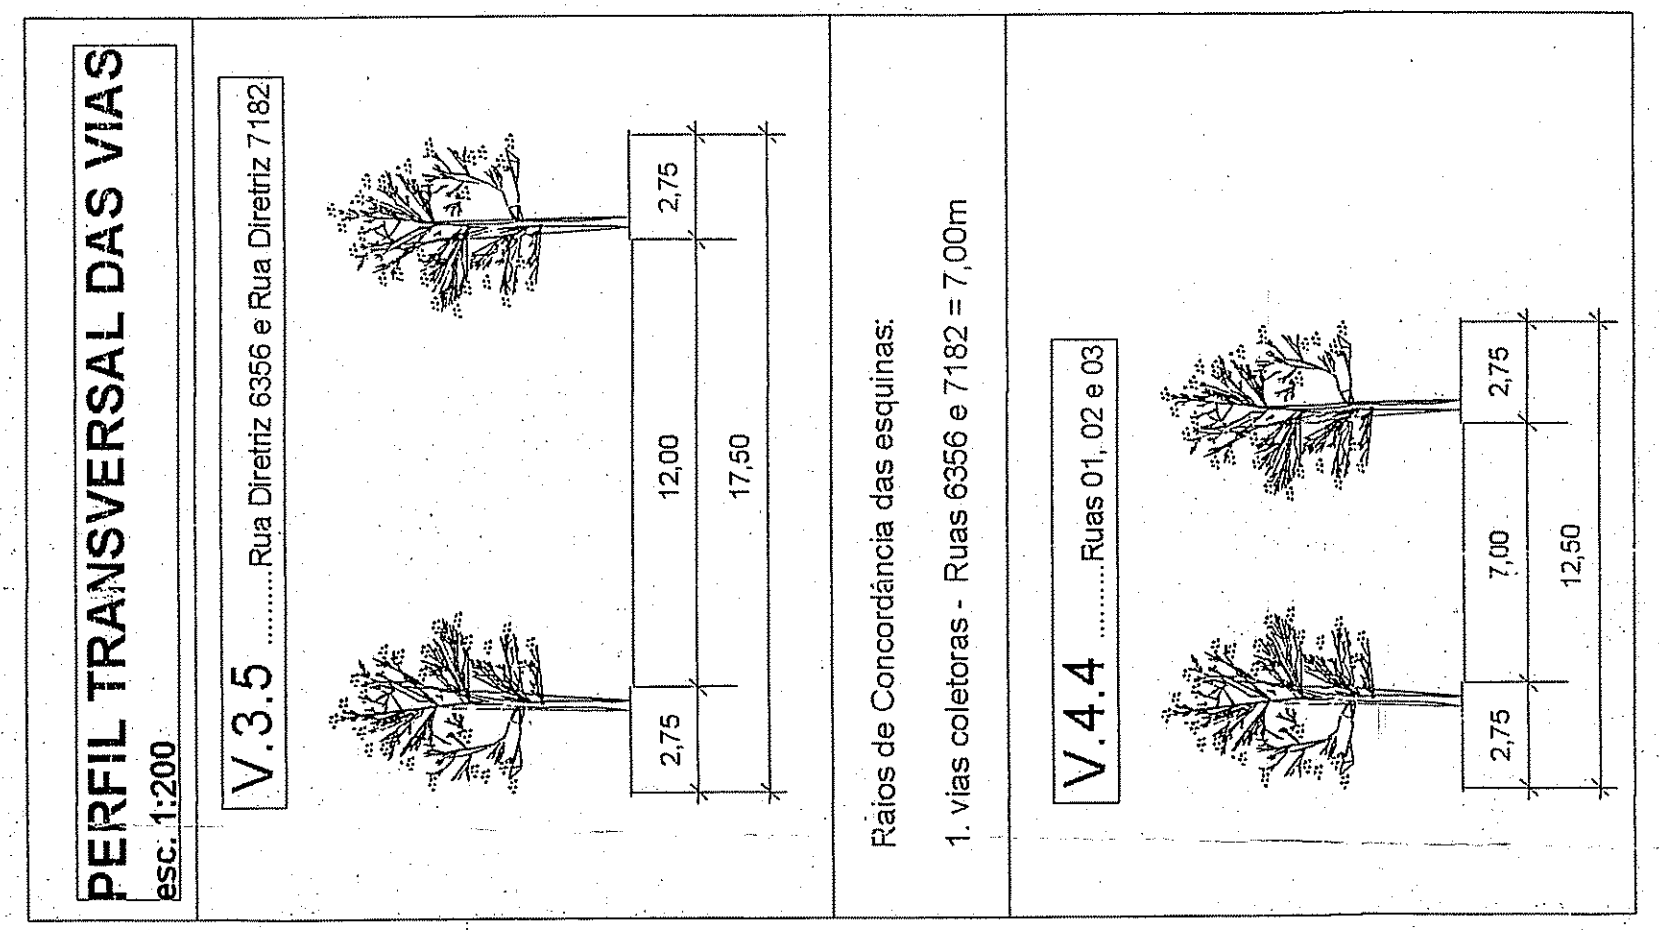 PERFIL TRANSVERSAL DAS VIAS
esc. 1:200
V.3.5 ..........Rua Diretriz 6356 e Rua Diretriz 7182
2,75
12,00
2,75
17,50
Raios de Concordância das esquinas:
1. vias coletoras - Ruas 6356 e 7182 = 7,00m
V.4.4 ..........Ruas 01, 02 e 03
2,75
7,00
2,75
12,50